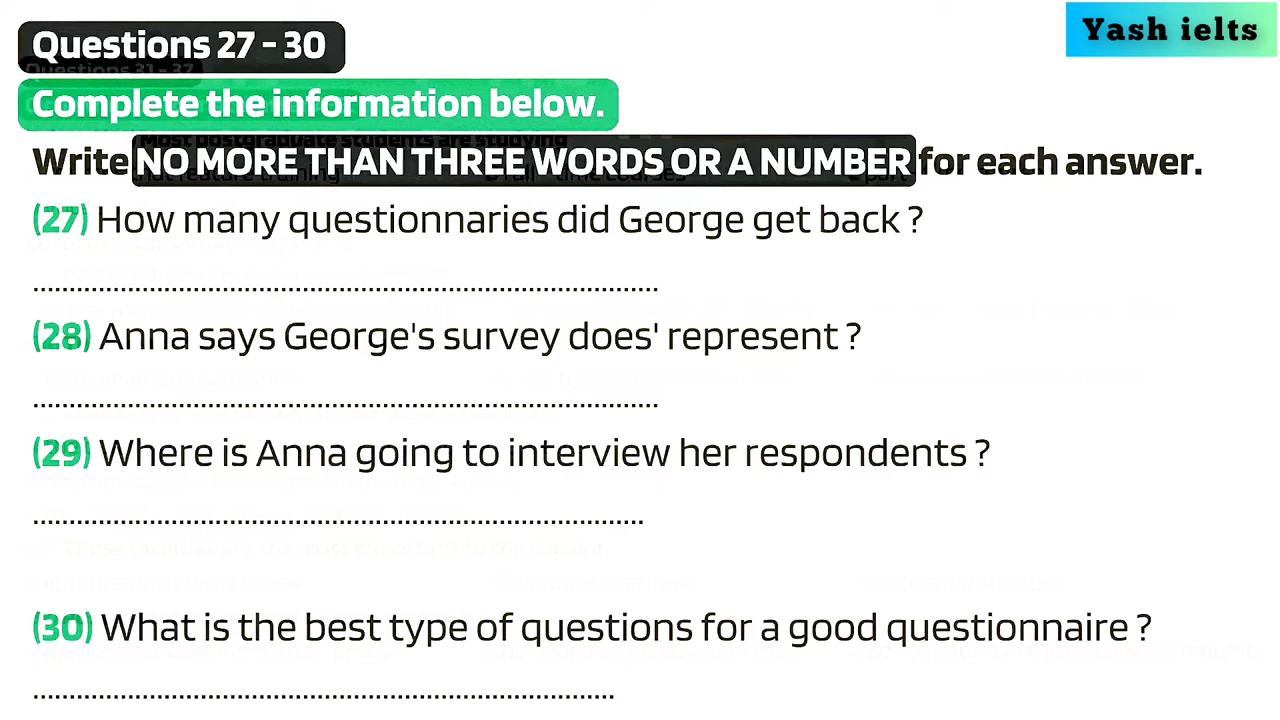 Yash ielts
Questions 27 - 30
Complete the information below.
Write NO MORE THAN THREE WORDS OR A NUMBER for each answer.
(27) How many questionnaries did George get back ?
(28) Anna says George's survey does' represent ?
(29) Where is Anna going to interview her respondents ?
(30) What is the best type of questions for a good questionnaire ?